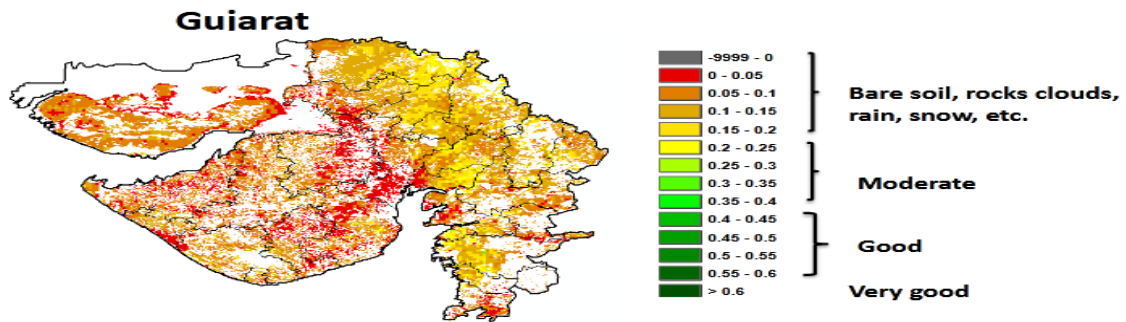 Gujarat
-9999 - 0
0 - 0.05
0.05 - 0.1
0.1 - 0.15
0.15 - 0.2
0.2 - 0.25
0.25 - 0.3
0.3 - 0.35
0.35 - 0.4
0.4 - 0.45
0.45 - 0.5
0.5 - 0.55
0.55 - 0.6
> 0.6
Bare soil, rocks clouds,
rain, snow, etc.
Moderate
Good
Very good